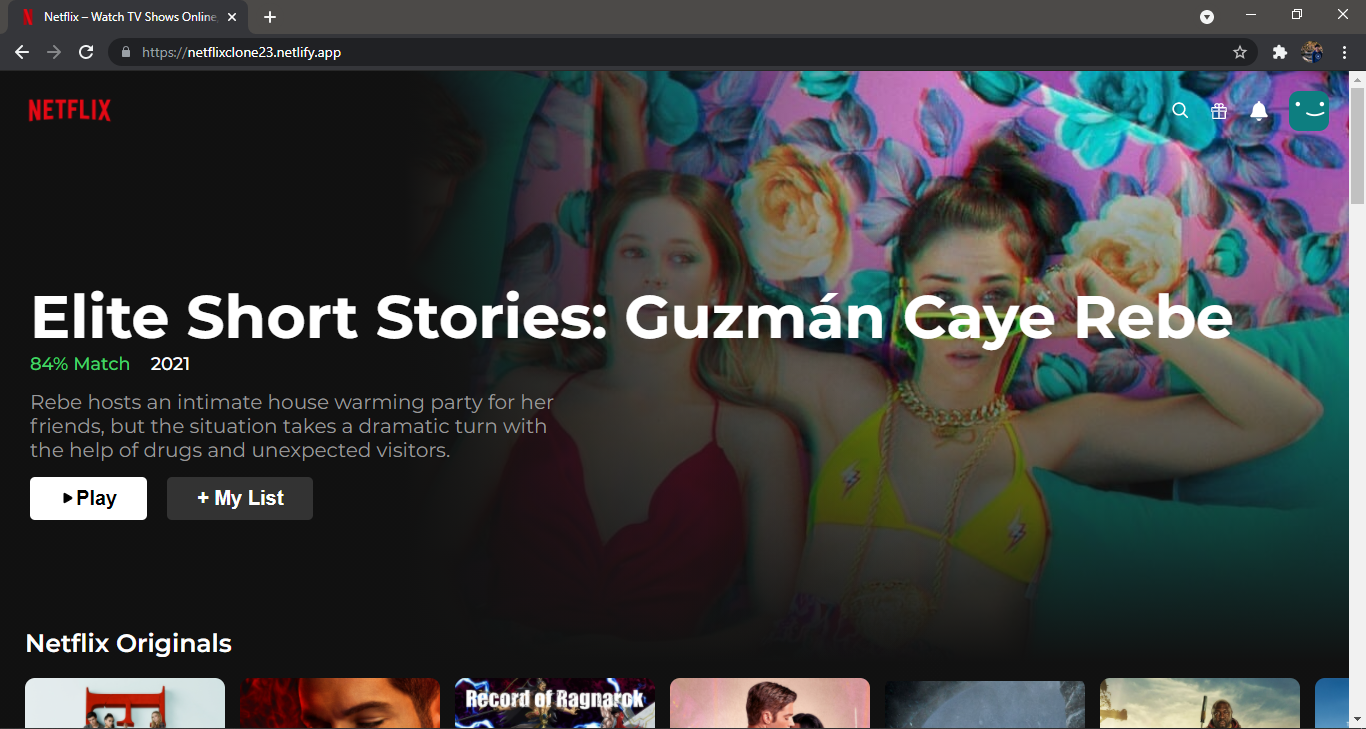 Netflix – Watch TV Shows Online,
https://netflixclone23.netlify.app
NETFLIX
Elite Short Stories: Guzmán Caye Rebe
84% Match 2021
Rebe hosts an intimate house warming party for her
friends, but the situation takes a dramatic turn with
the help of drugs and unexpected visitors.
Play
+ My List
Netflix Originals
Record of Ragnarok